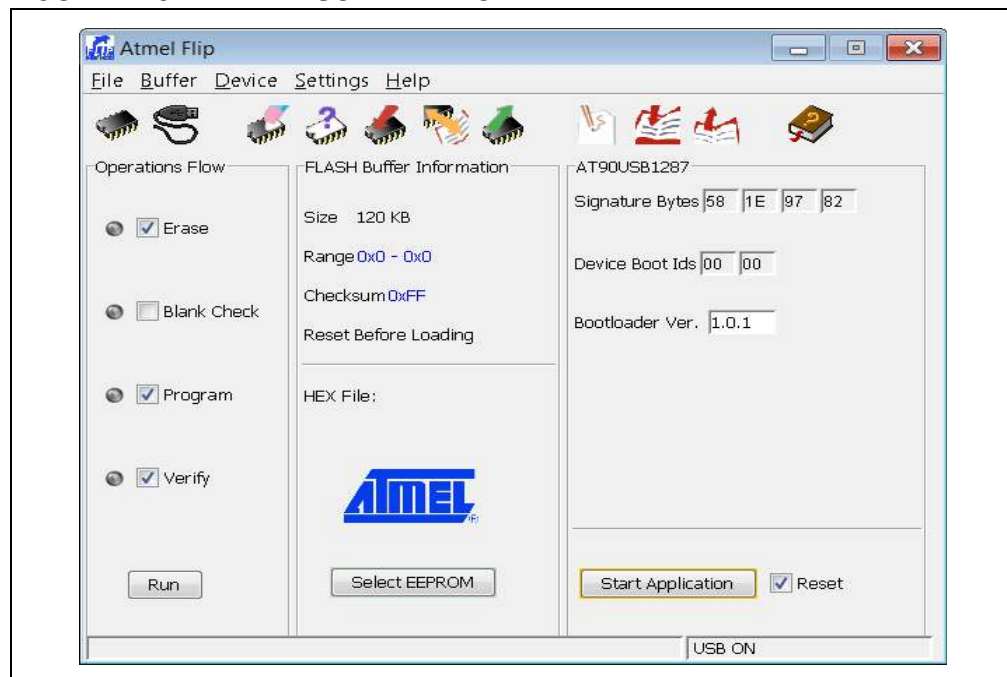 Atmel Flip
File Buffer Device Settings Help
Operations Flow
Erase
Blank Check
Program
Verify
Run
FLASH Buffer Information
Size 120 KB
Range 0x0 - 0x0
Checksum 0xFF
Reset Before Loading
HEX File:
ATMEL ®
Select EEPROM
AT90USB1287
Signature Bytes 58 1E 97 82
Device Boot Ids 00 00
Bootloader Ver. 1.0.1
Start Application Reset
USB ON